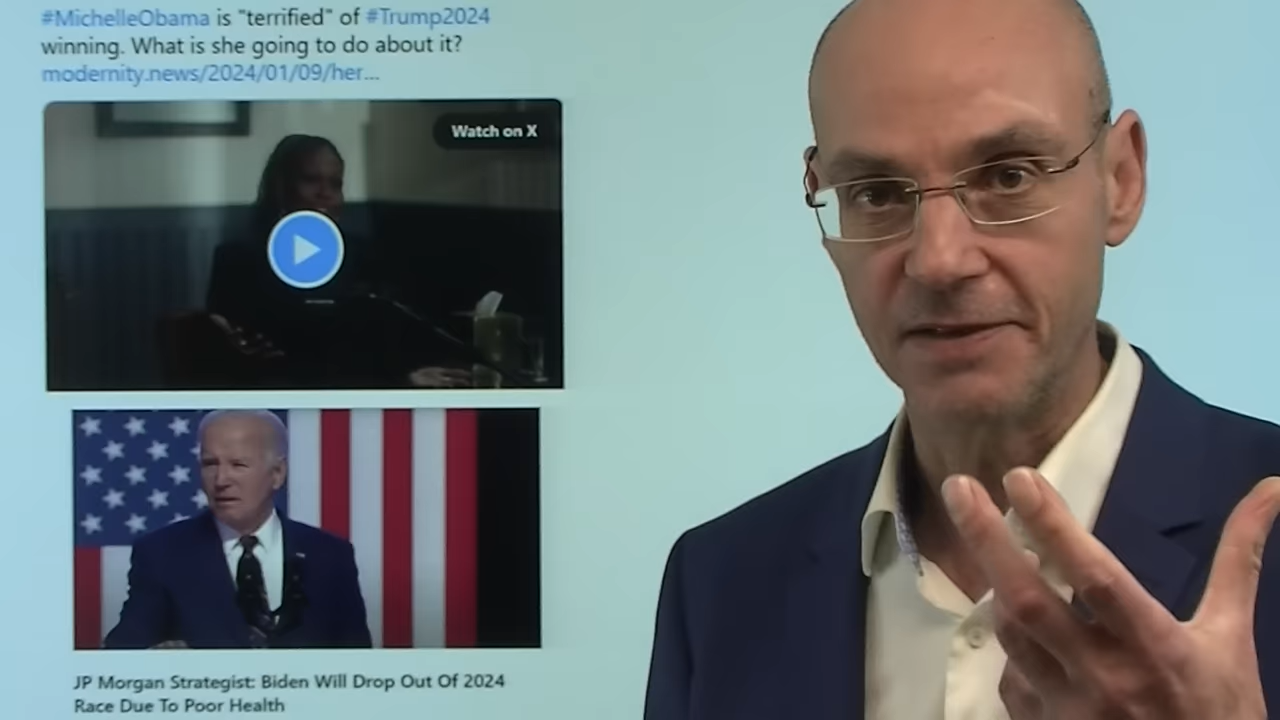 #MichelleObama is "terrified" of #Trump2024
winning. What is she going to do about it?
modernity.news/2024/01/09/her...
Watch on X
JP Morgan Strategist: Biden Will Drop Out Of 2024
Race Due To Poor Health